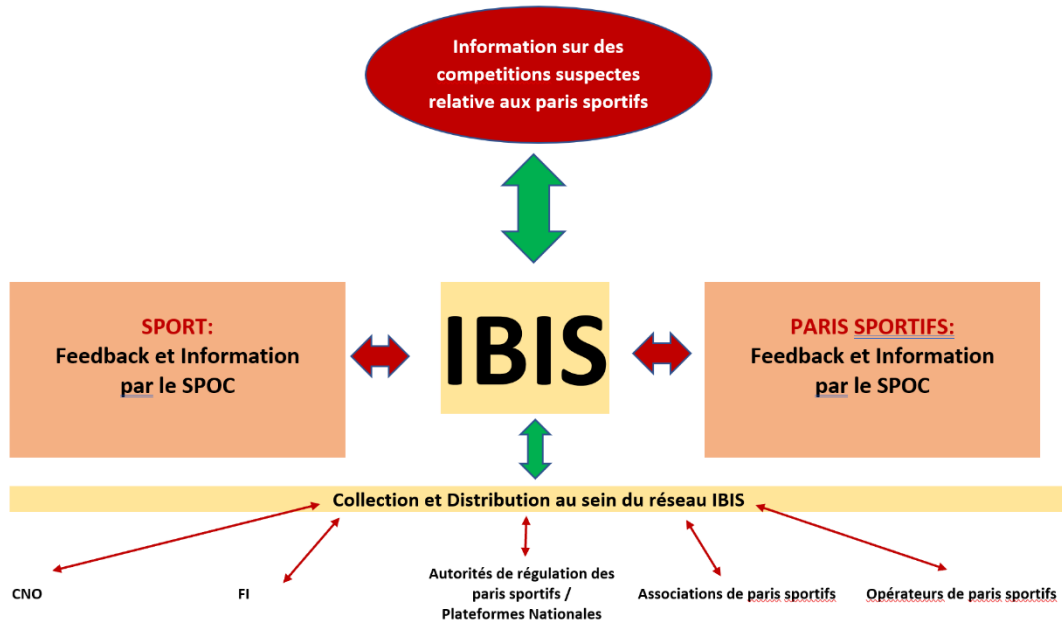 Information sur des
competitions suspectes
relative aux paris sportifs
SPORT:
Feedback et Information
par le SPOC
IBIS
PARIS SPORTIFS:
Feedback et Information
par le SPOC
Collection et Distribution au sein du réseau IBIS
CNO
FI
Autorités de régulation des
paris sportifs /
Plateformes Nationales
Associations de paris sportifs
Opérateurs de paris sportifs